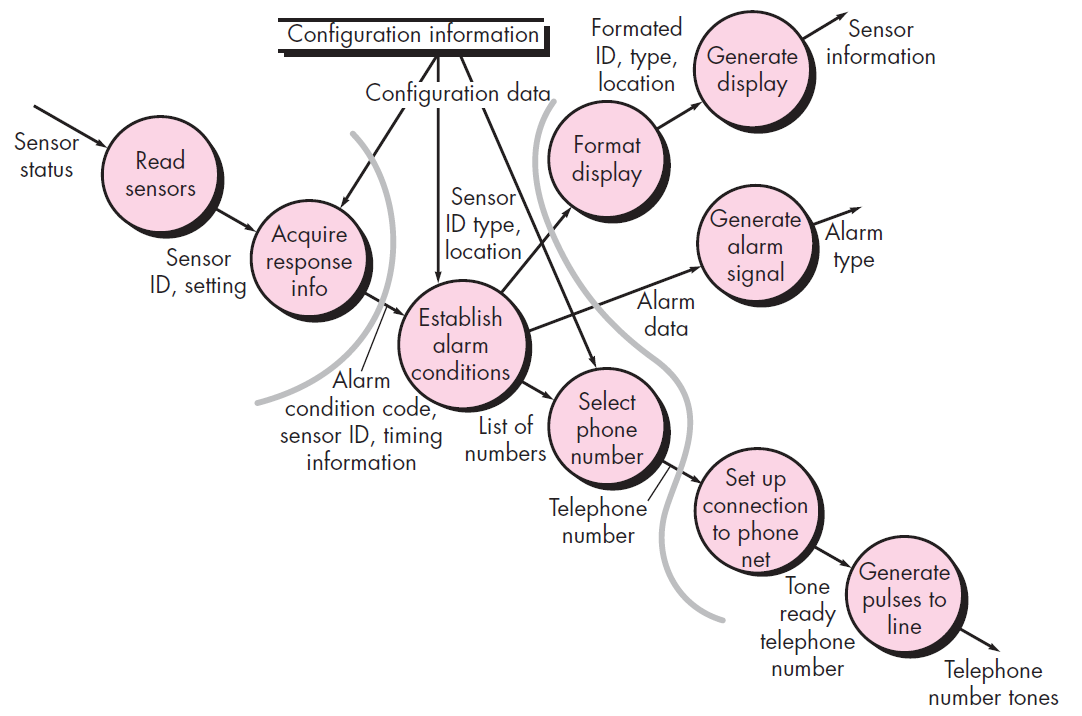 Configuration information
Configuration data
Sensor
status
Read
sensors
Sensor
ID, setting
Acquire
response
info
Alarm
condition code,
sensor ID, timing
information
Establish
alarm
conditions
Sensor
ID type,
location
Format
display
Formated
ID, type,
location
Generate
display
Sensor
information
Alarm
data
Generate
alarm
signal
Alarm
type
List of
numbers
Select
phone
number
Telephone
number
Set up
connection
to phone
net
Tone
ready
telephone
number
Generate
pulses to
line
Telephone
number tones